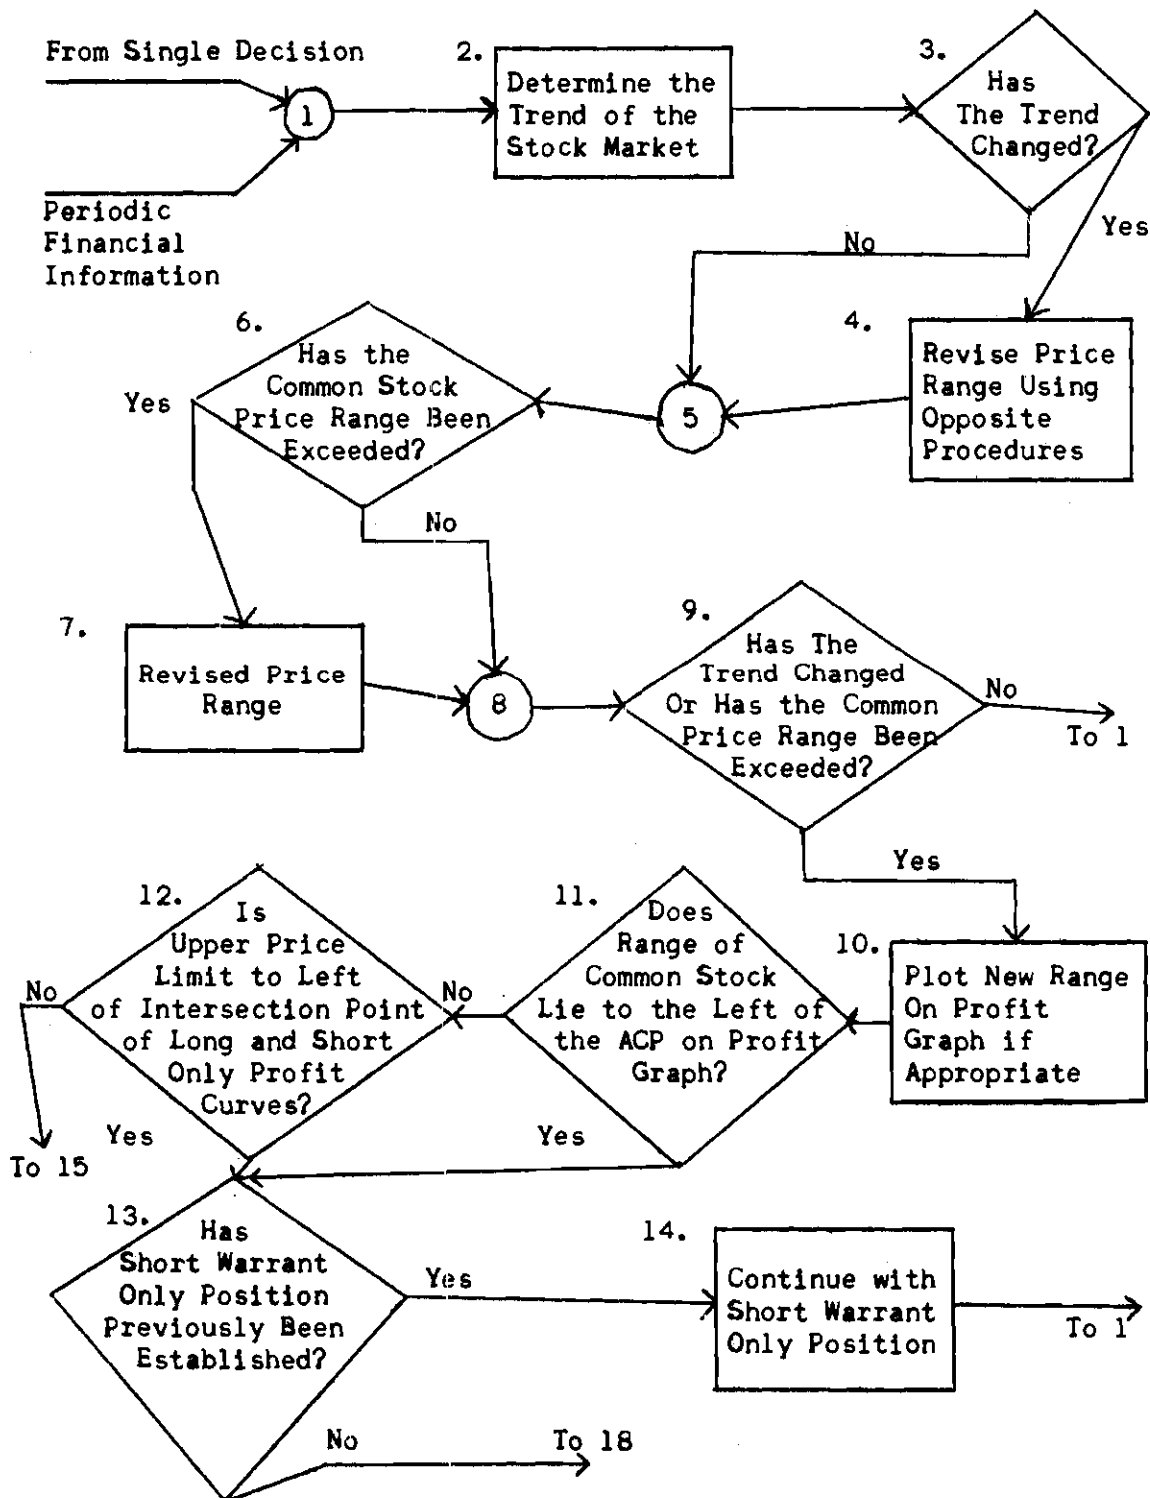 From Single Decision
1
Periodic
Financial
Information
2.
Determine the
Trend of the
Stock Market
3.
Has
The Trend
Changed?
Yes
No
4.
Revise Price
Range Using
Opposite
Procedures
5
6.
Has the
Common Stock
Price Range Been
Exceeded?
Yes
No
7.
Revised Price
Range
8
9.
Has The
Trend Changed
Or Has the Common
Price Range Been
Exceeded?
No
To 1
Yes
10.
Plot New Range
On Profit
Graph if
Appropriate
11.
Does
Range of
Common Stock
Lie to the Left of
the ACP on Profit
Graph?
No
Yes
12.
Is
Upper Price
Limit to Left
of Intersection Point
of Long and Short
Only Profit
Curves?
No
To 15
Yes
13.
Has
Short Warrant
Only Position
Previously Been
Established?
Yes
14.
Continue with
Short Warrant
Only Position
To 1
No
To 18